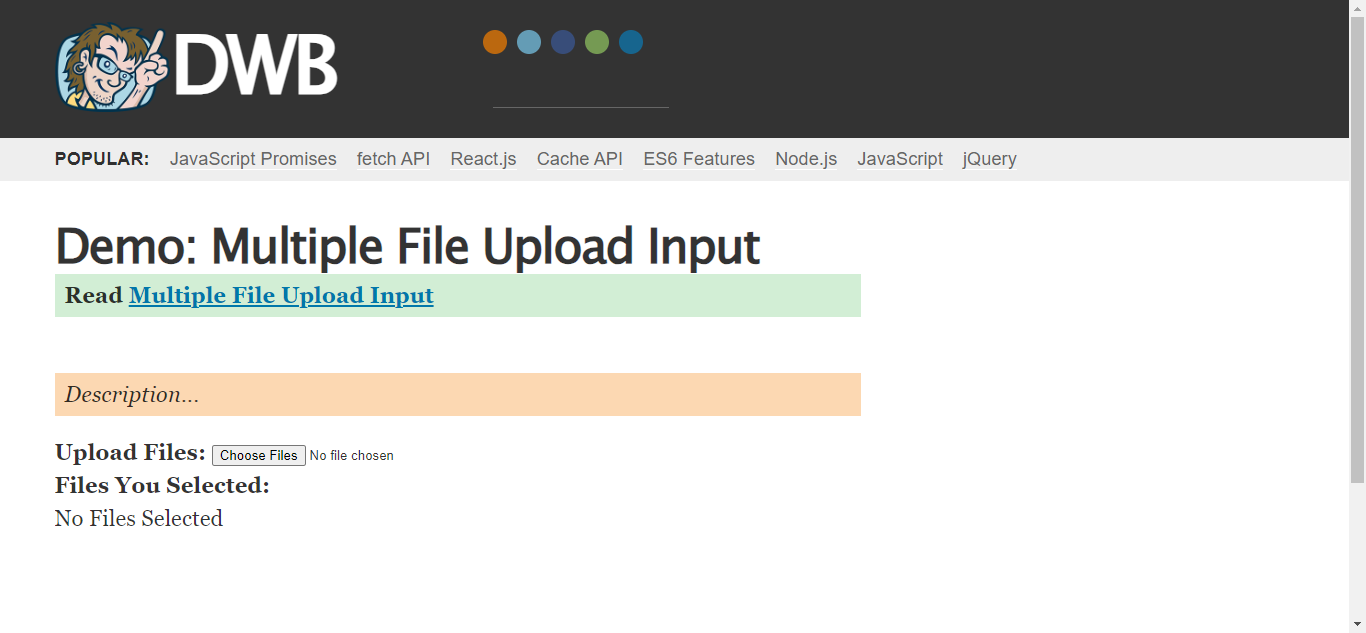 DWB
POPULAR: JavaScript Promises fetch API React.js Cache API ES6 Features Node.js JavaScript jQuery
Demo: Multiple File Upload Input
Read Multiple File Upload Input
Description...
Upload Files: Choose Files No file chosen
Files You Selected:
No Files Selected